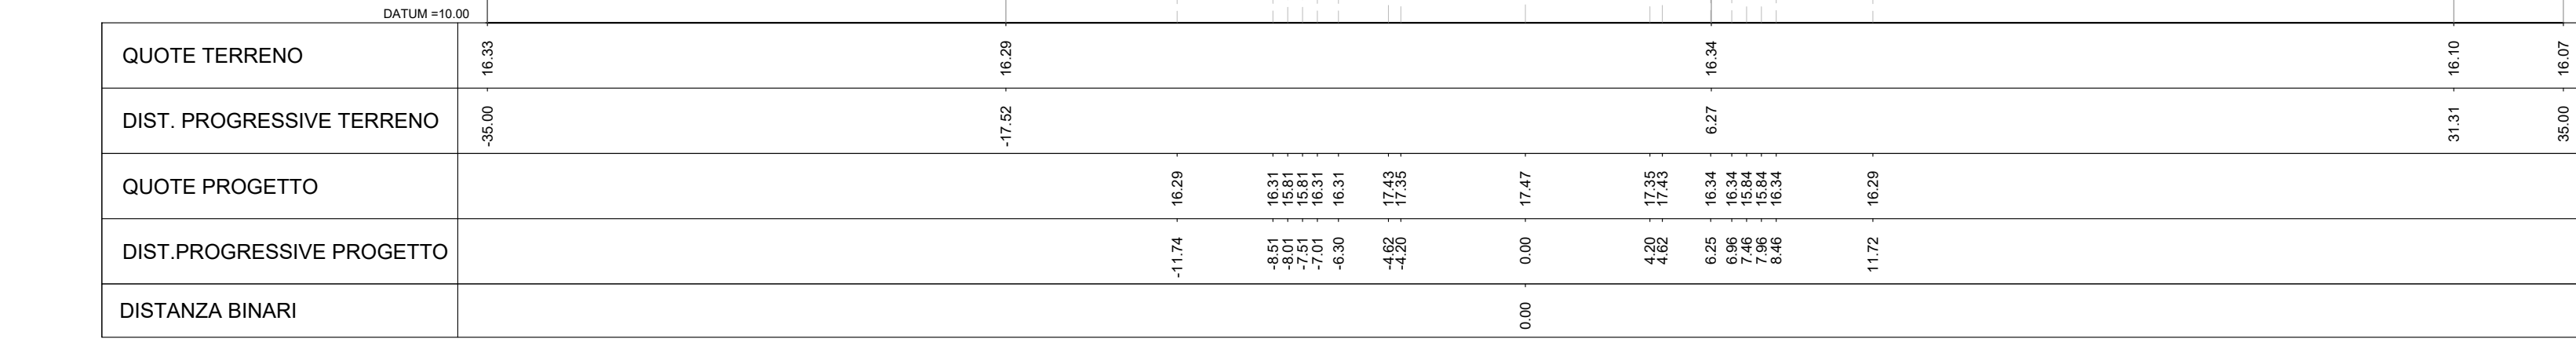 DATUM =10.00
QUOTE TERRENO 16.33 16.29 16.34 16.10 16.07
DIST. PROGRESSIVE TERRENO -35.00 -17.52 6.27 31.31 35.00
QUOTE PROGETTO 16.29 16.31 15.81 15.81 16.31 16.31 17.43 17.35 17.47 17.35 17.43 16.34 16.34 15.84 15.84 16.34 16.29
DIST.PROGRESSIVE PROGETTO -11.74 -8.51 -8.01 -7.51 -7.01 -6.30 -4.62 -4.20 0.00 4.20 4.62 6.25 6.96 7.46 7.96 8.46 11.72
DISTANZA BINARI 0.00